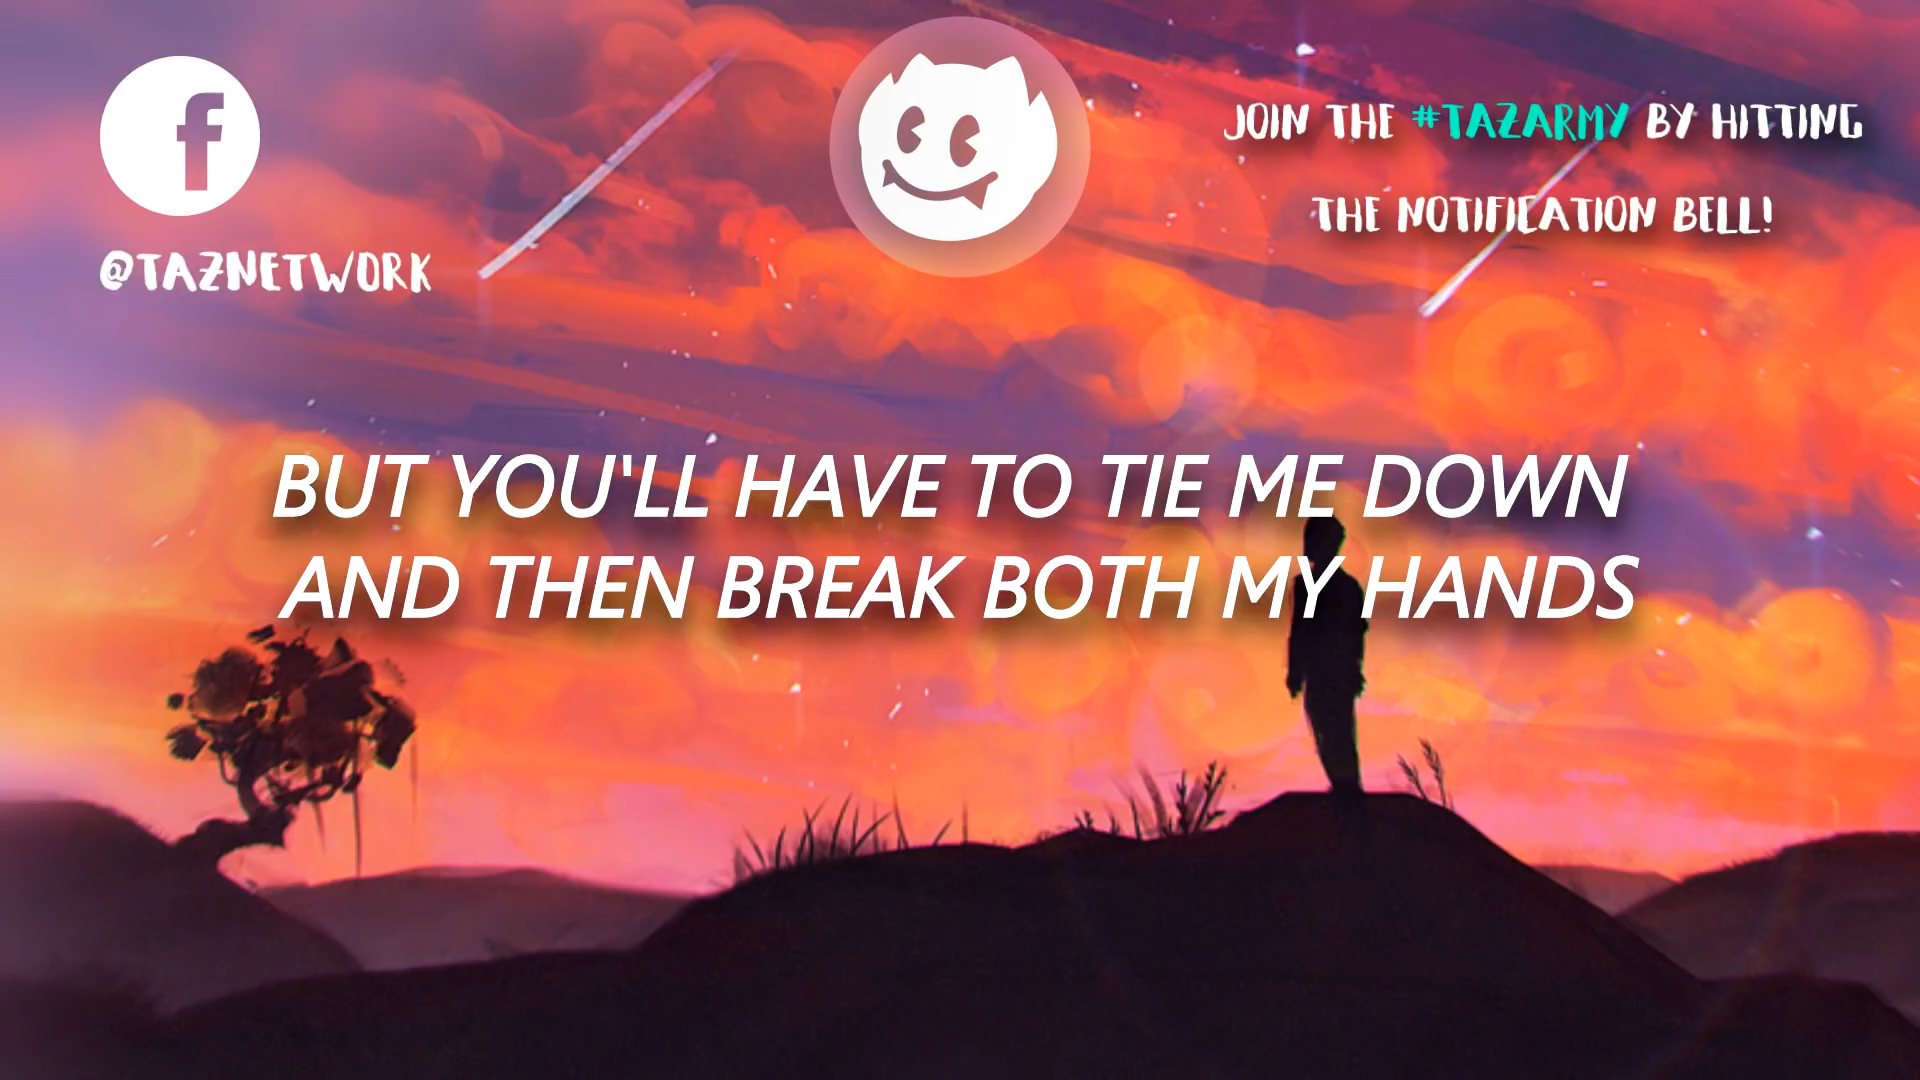 @TAZNETWORK
JOIN THE #TAZARMY BY HITTING
THE NOTIFICATION BELL!
BUT YOU'LL HAVE TO TIE ME DOWN
AND THEN BREAK BOTH MY HANDS